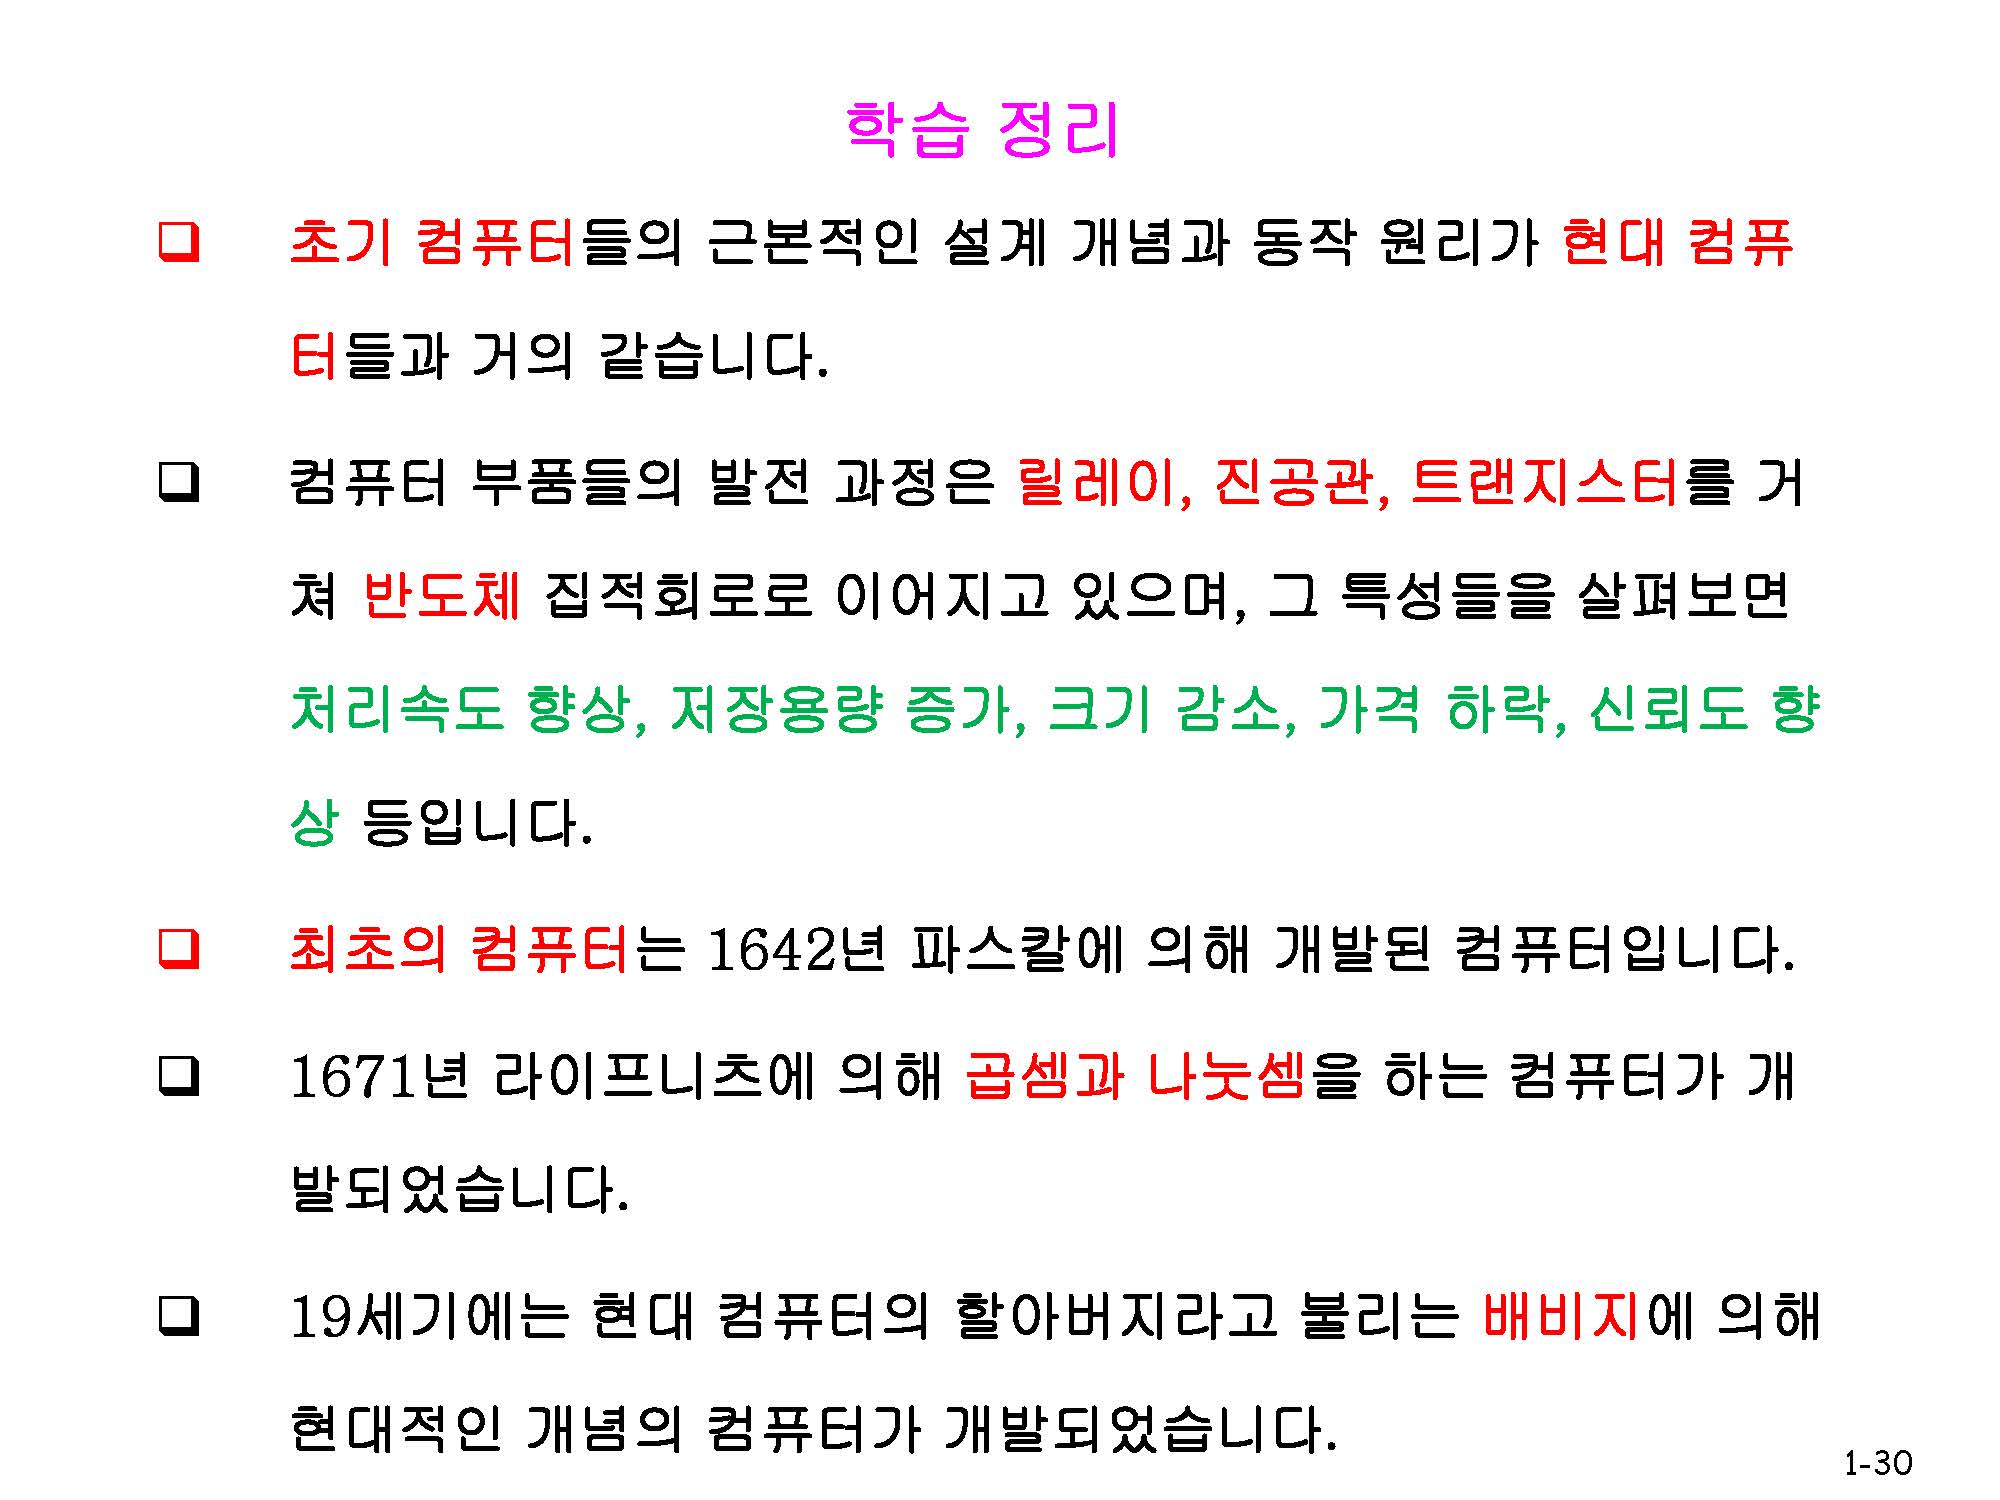 학습 정리
❑ 초기 컴퓨터들의 근본적인 설계 개념과 동작 원리가 현대 컴퓨
터들과 거의 같습니다.
❑ 컴퓨터 부품들의 발전 과정은 릴레이, 진공관, 트랜지스터를 거
쳐 반도체 집적회로로 이어지고 있으며, 그 특성들을 살펴보면
처리속도 향상, 저장용량 증가, 크기 감소, 가격 하락, 신뢰도 향
상 등입니다.
❑ 최초의 컴퓨터는 1642년 파스칼에 의해 개발된 컴퓨터입니다.
❑ 1671년 라이프니츠에 의해 곱셈과 나눗셈을 하는 컴퓨터가 개
발되었습니다.
❑ 19세기에는 현대 컴퓨터의 할아버지라고 불리는 배비지에 의해
현대적인 개념의 컴퓨터가 개발되었습니다.
1-30